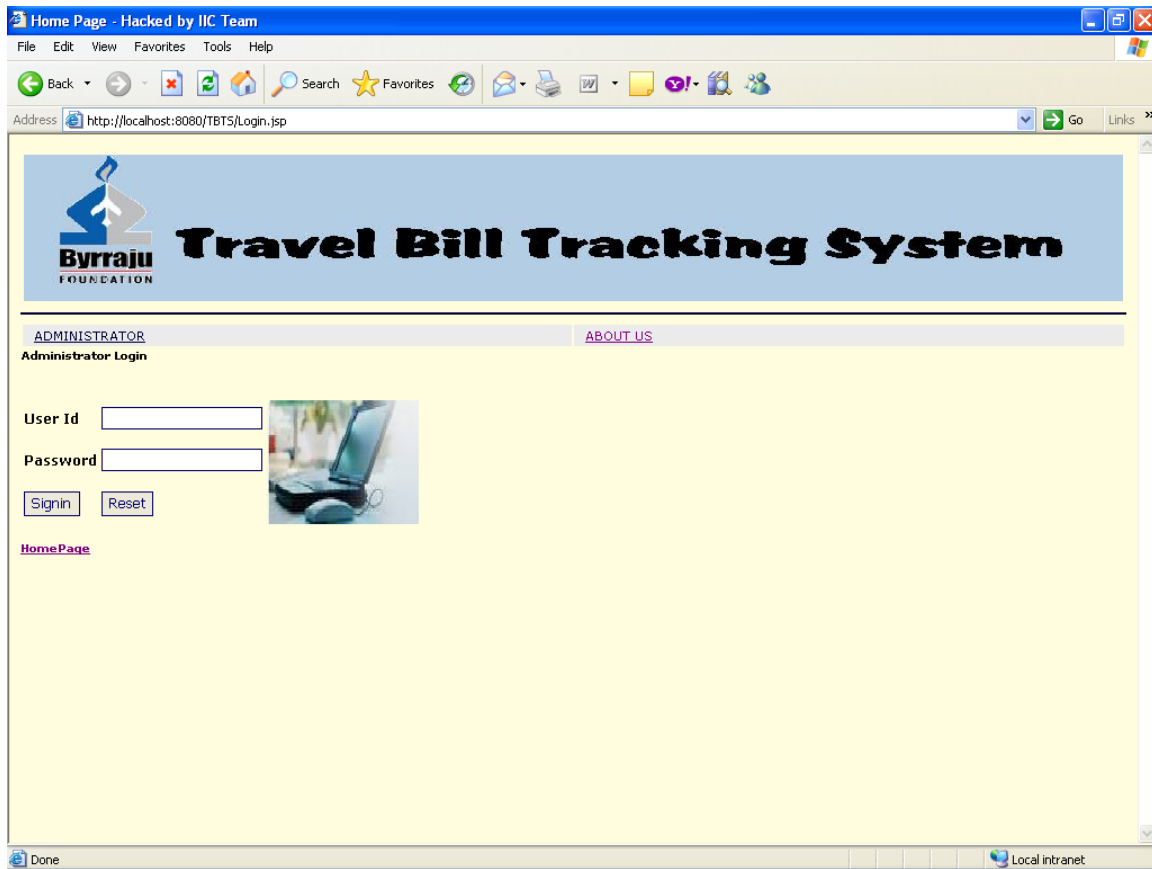 Home Page - Hacked by IIC Team
File Edit View Favorites Tools Help
Back Search Favorites
Address http://localhost:8080/TBTS/Login.jsp Go Links »
Byrraju
FOUNDATION
Travel Bill Tracking System
ADMINISTRATOR ABOUT US
Administrator Login
User Id
Password
Signin Reset
HomePage
Done Local intranet